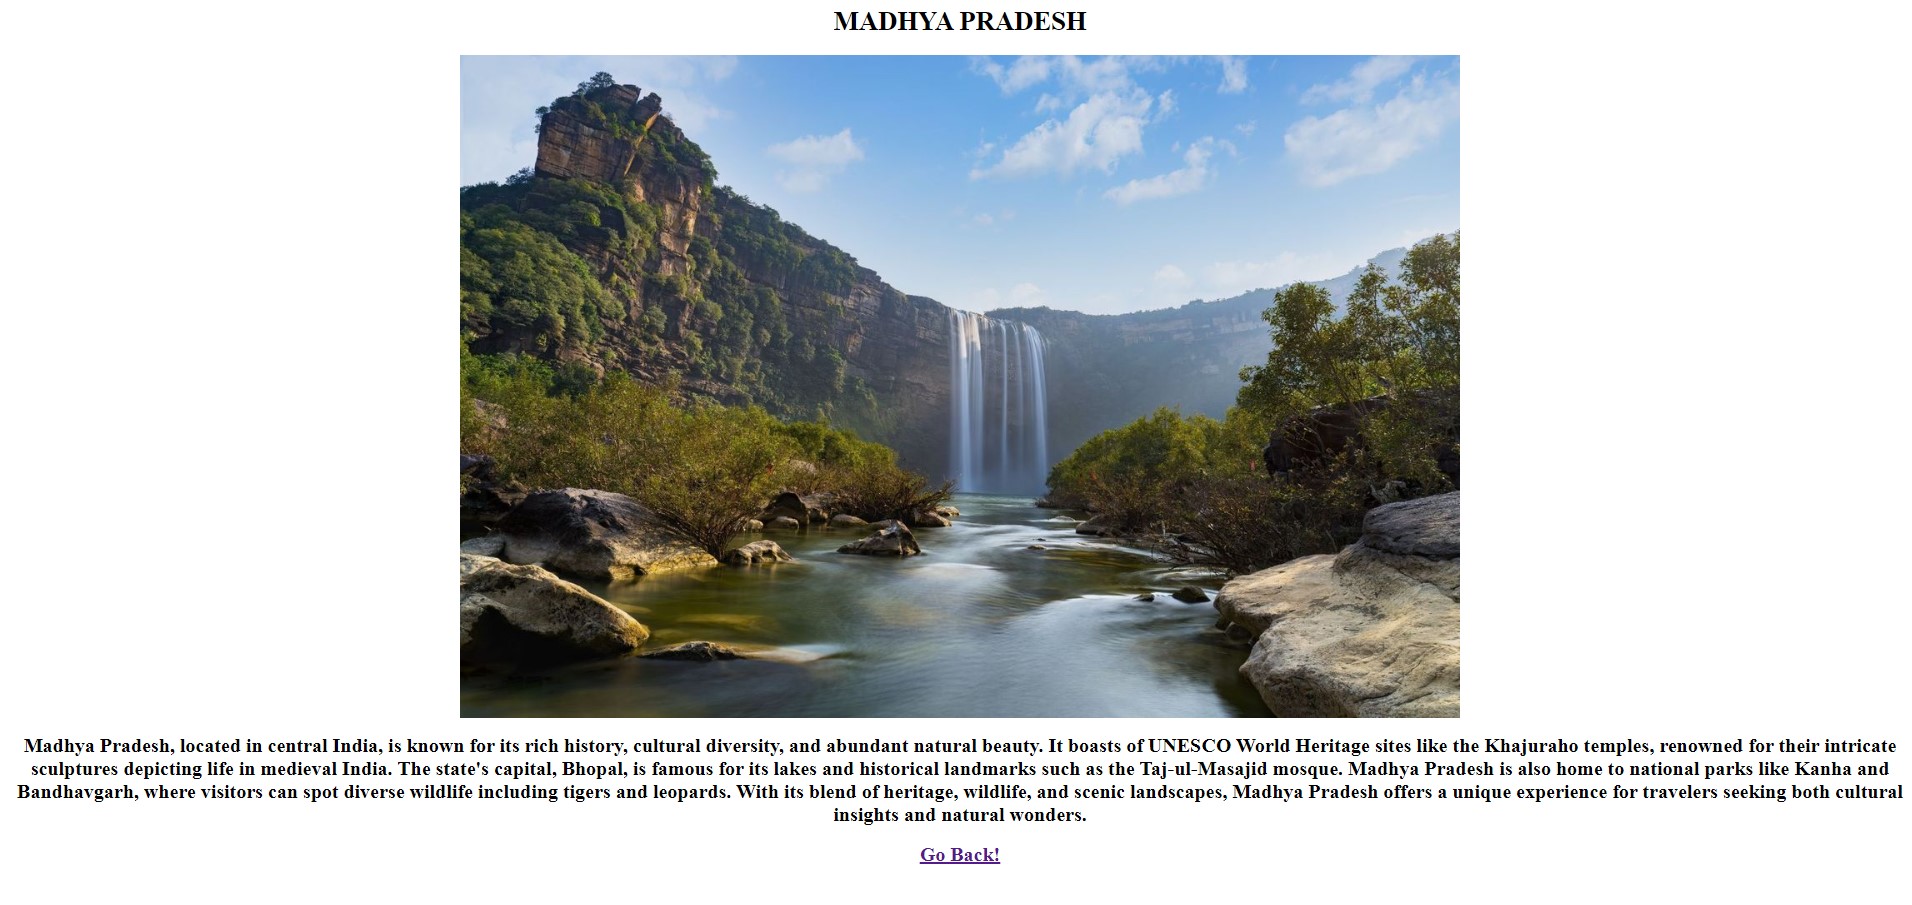 MADHYA PRADESH
Madhya Pradesh, located in central India, is known for its rich history, cultural diversity, and abundant natural beauty. It boasts of UNESCO World Heritage sites like the Khajuraho temples, renowned for their intricate
sculptures depicting life in medieval India. The state's capital, Bhopal, is famous for its lakes and historical landmarks such as the Taj-ul-Masajid mosque. Madhya Pradesh is also home to national parks like Kanha and
Bandhavgarh, where visitors can spot diverse wildlife including tigers and leopards. With its blend of heritage, wildlife, and scenic landscapes, Madhya Pradesh offers a unique experience for travelers seeking both cultural
insights and natural wonders.
Go Back!